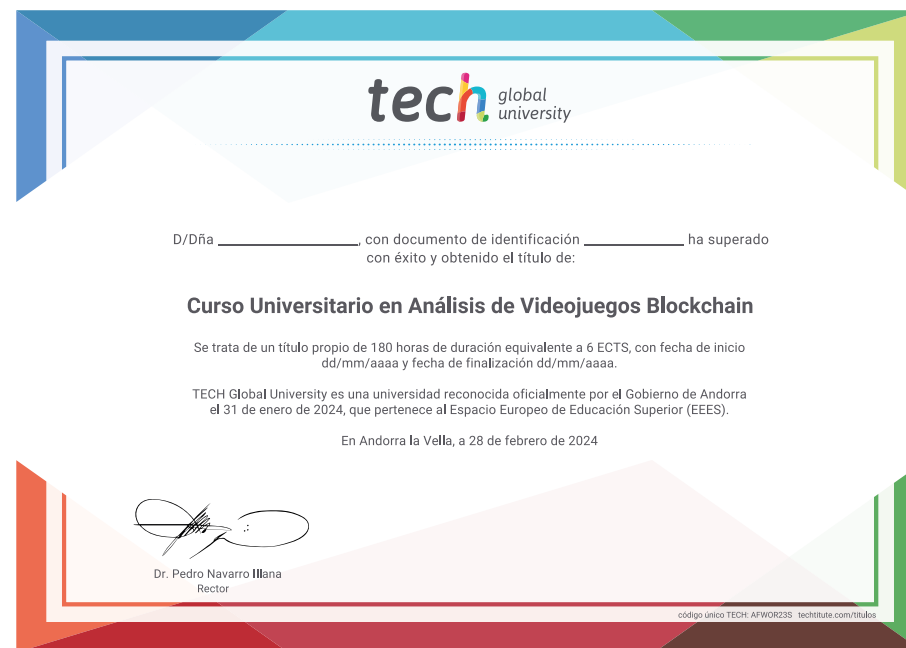 tech global university
D/Dña ______________, con documento de identificación __________ ha superado
con éxito y obtenido el título de:
Curso Universitario en Análisis de Videojuegos Blockchain
Se trata de un título propio de 180 horas de duración equivalente a 6 ECTS, con fecha de inicio
dd/mm/aaaa y fecha de finalización dd/mm/aaaa.
TECH Global University es una universidad reconocida oficialmente por el Gobierno de Andorra
el 31 de enero de 2024, que pertenece al Espacio Europeo de Educación Superior (EEES).
En Andorra la Vella, a 28 de febrero de 2024
Dr. Pedro Navarro Illana
Rector
código único TECH: AFWOR23S techtitute.com/titulos